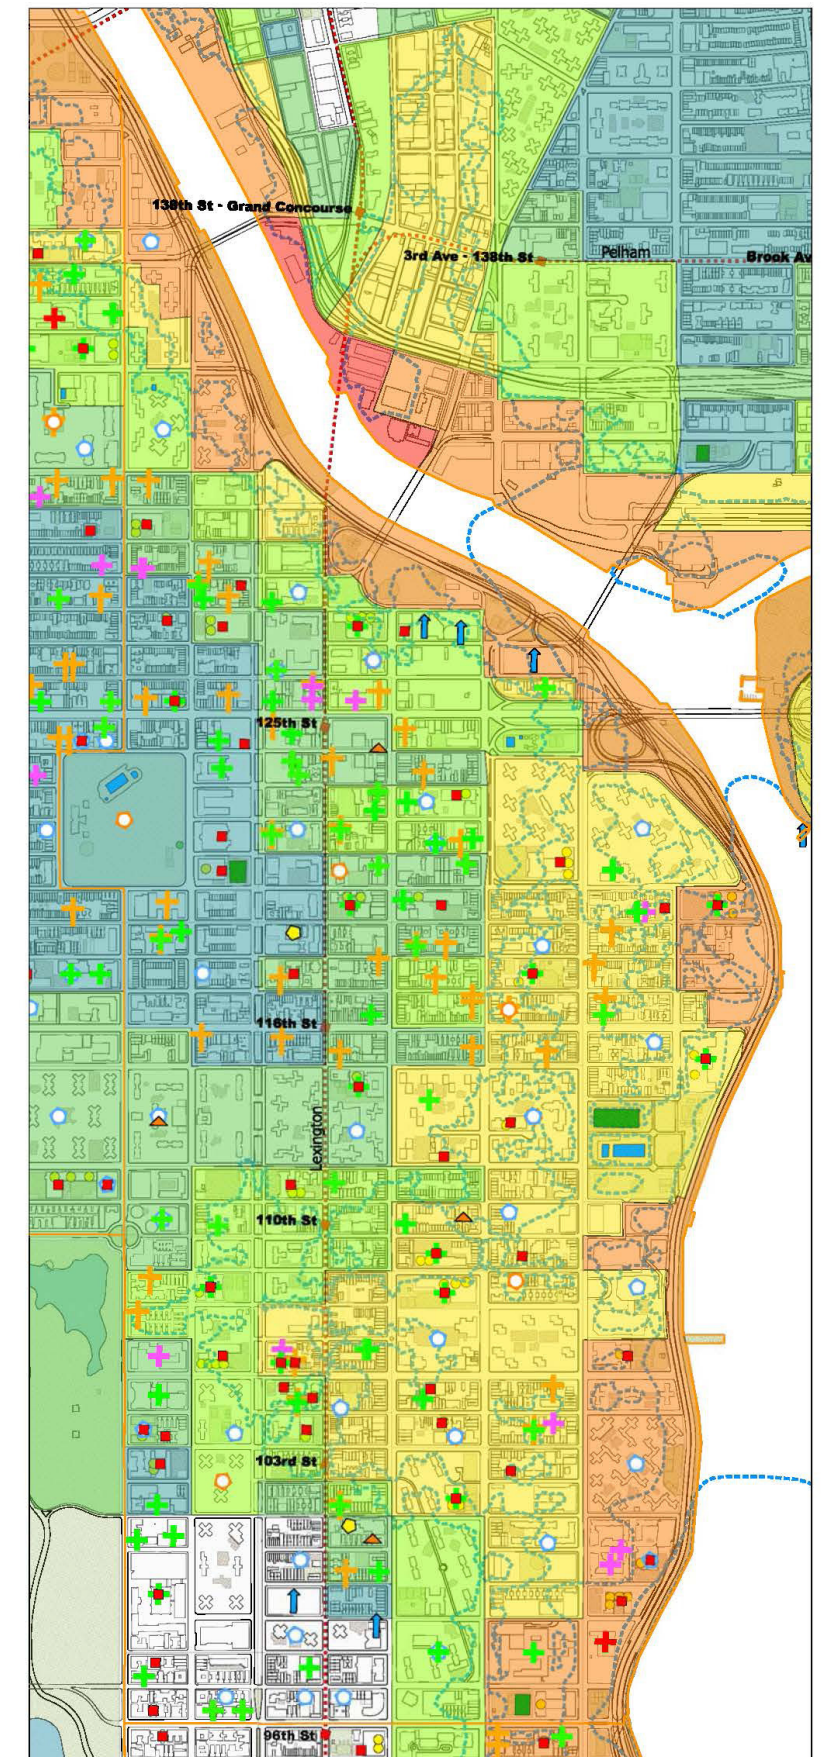 138th St - Grand Concourse
3rd Ave - 138th St
Pelham
Brook Av
125th St
116th St
Lexington
110th St
103rd St
96th St